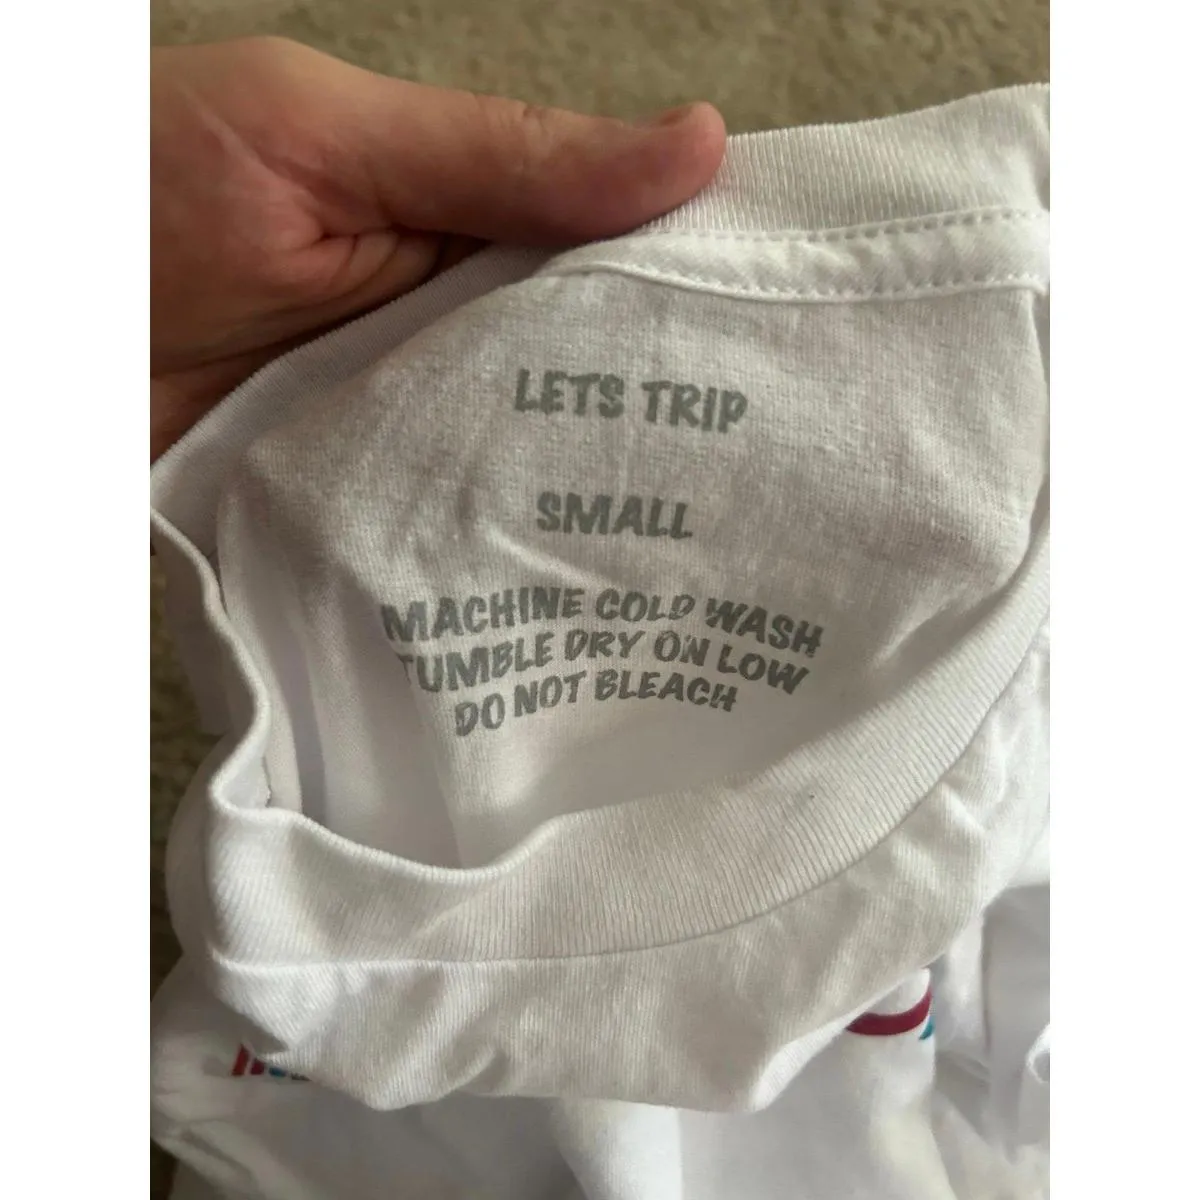 LETS TRIP
SMALL
MACHINE COLD WASH
TUMBLE DRY ON LOW
DO NOT BLEACH